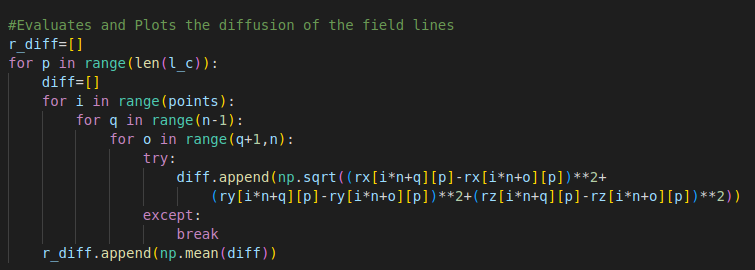 #Evaluates and Plots the diffusion of the field lines
r_diff=[]
for p in range(len(l_c)):
    diff=[]
    for i in range(points):
        for q in range(n-1):
            for o in range(q+1,n):
                try:
                    diff.append(np.sqrt((rx[i*n+q][p]-rx[i*n+o][p])**2+
                        (ry[i*n+q][p]-ry[i*n+o][p])**2+(rz[i*n+q][p]-rz[i*n+o][p])**2))
                except:
                    break
    r_diff.append(np.mean(diff))